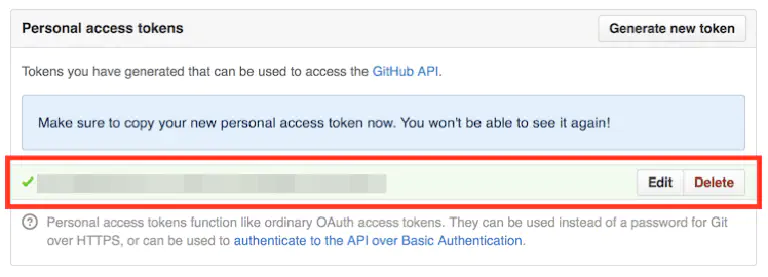 Personal access tokens
Generate new token
Tokens you have generated that can be used to access the GitHub API.
Make sure to copy your new personal access token now. You won't be able to see it again!
Edit
Delete
Personal access tokens function like ordinary OAuth access tokens. They can be used instead of a password for Git
over HTTPS, or can be used to authenticate to the API over Basic Authentication.